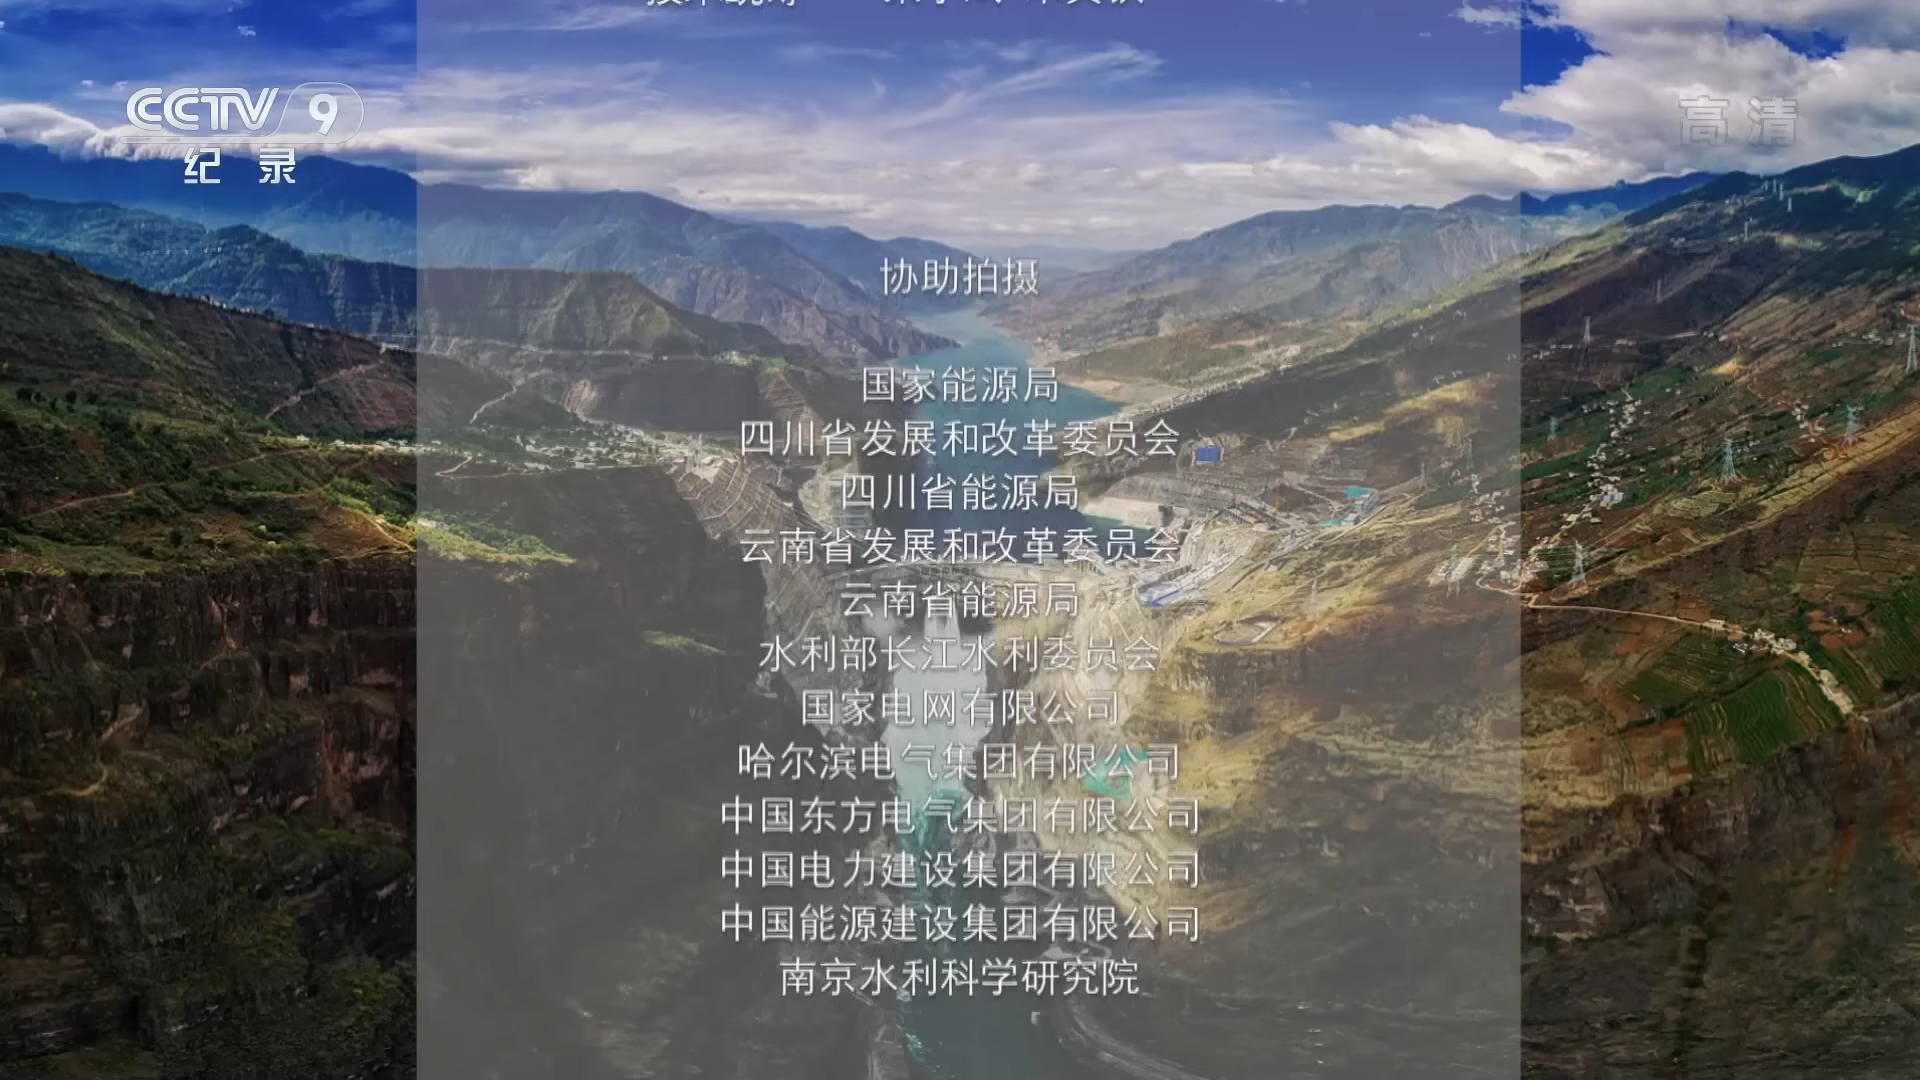 CCTV 9
纪录
高清
协助拍摄
国家能源局
四川省发展和改革委员会
四川省能源局
云南省发展和改革委员会
云南省能源局
水利部长江水利委员会
国家电网有限公司
哈尔滨电气集团有限公司
中国东方电气集团有限公司
中国电力建设集团有限公司
中国能源建设集团有限公司
南京水利科学研究院